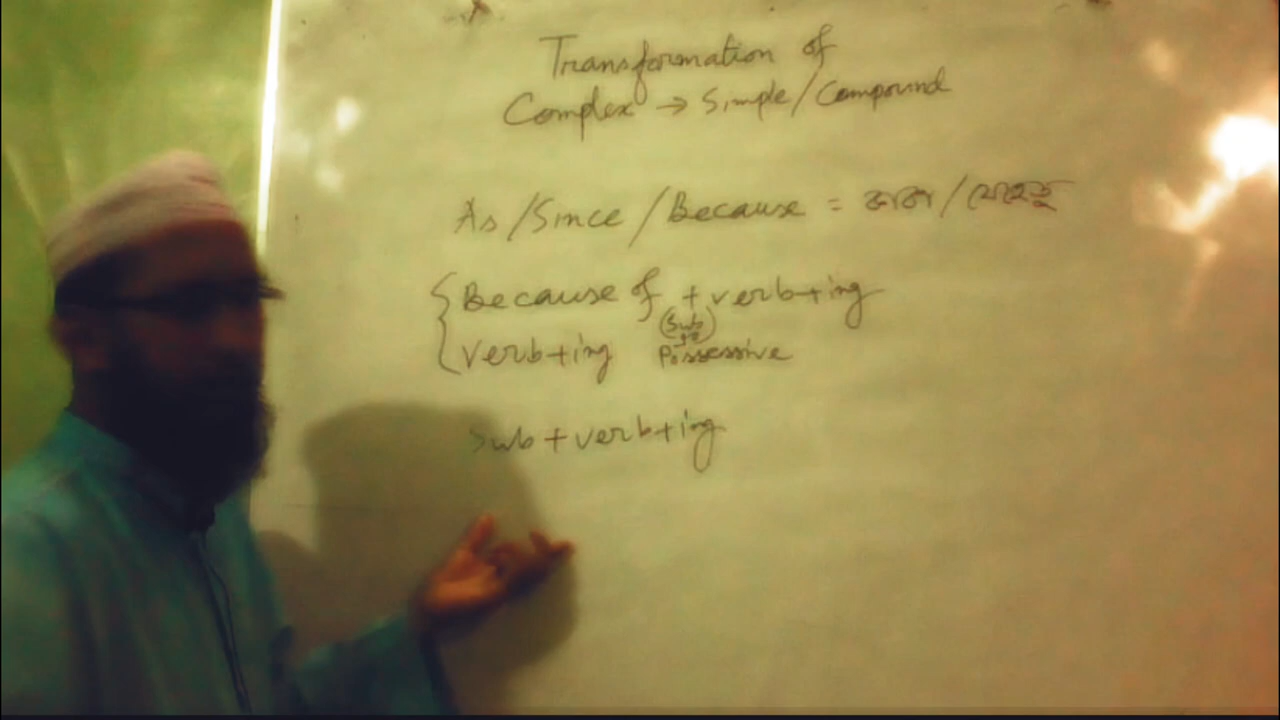 Transformation of
Complex → Simple/Compound
As/Since/Because = কারণ/যেহেতু
Because of + verb+ing
(Sub)
verb+ing Possessive
Sub+verb+ing